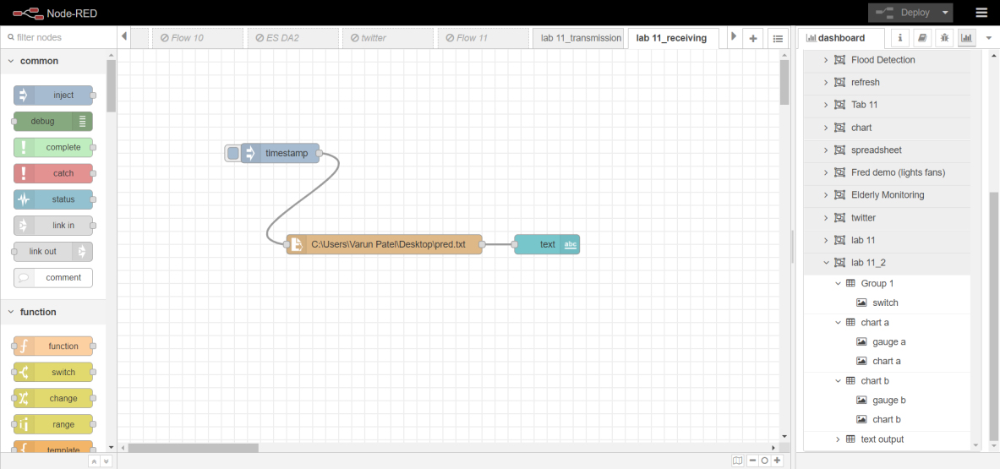 Node-RED
Deploy
filter nodes
Flow 10
ES DA2
twitter
Flow 11
lab 11_transmission
lab 11_receiving
dashboard
i
common
inject
debug
complete
catch
status
link in
link out
comment
function
function
switch
change
range
template
timestamp
C:\Users\Varun Patel\Desktop\pred.txt
text
abc
Flood Detection
refresh
Tab 11
chart
spreadsheet
Fred demo (lights fans)
Elderly Monitoring
twitter
lab 11
lab 11_2
Group 1
switch
chart a
gauge a
chart a
chart b
gauge b
chart b
text output